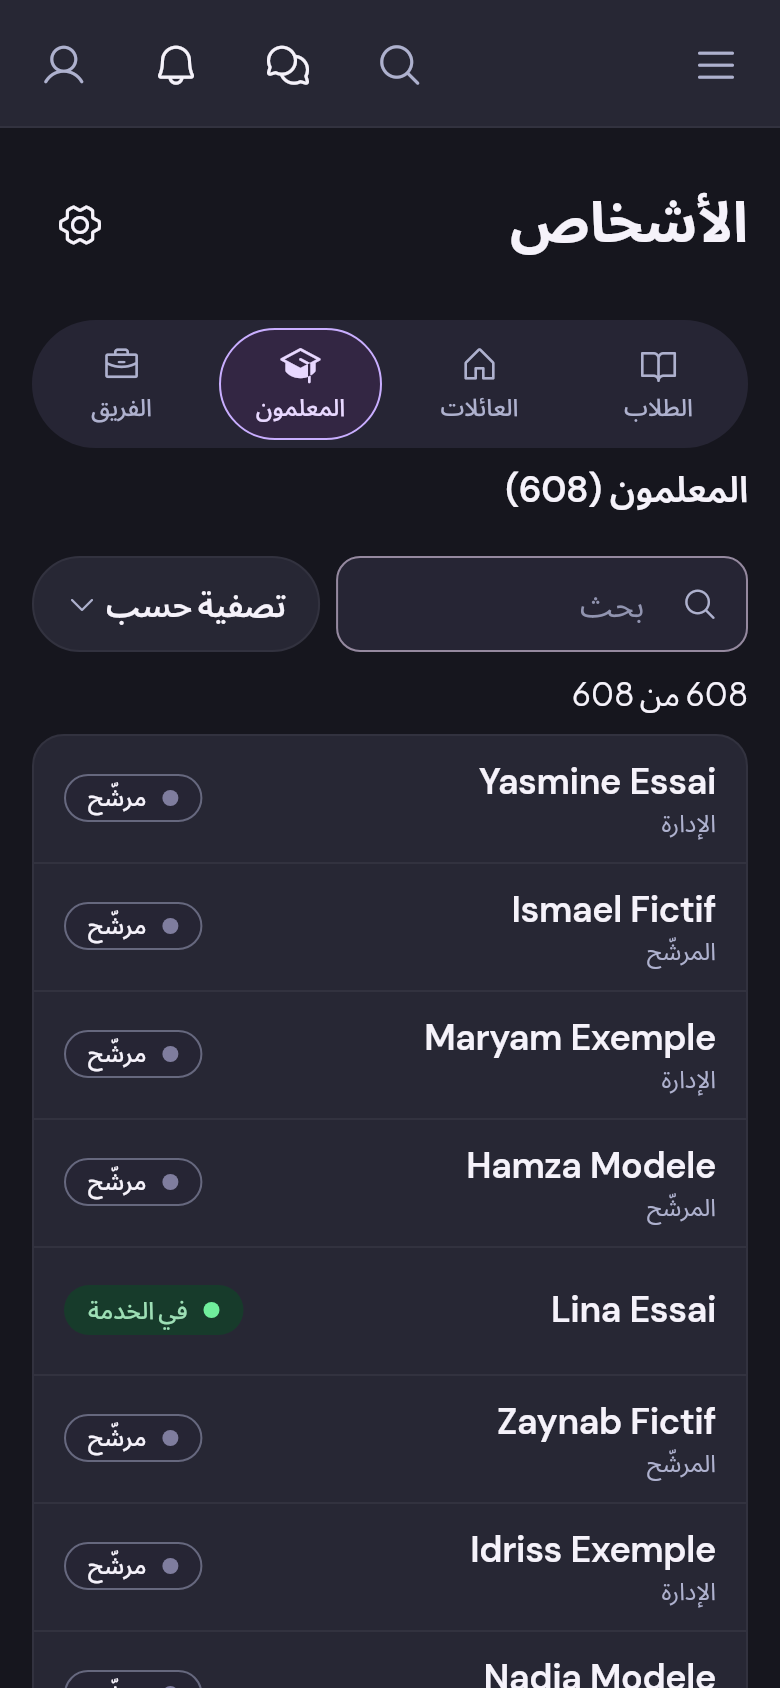 الأشخاص
الطلاب
العائلات
المعلمون
الفريق
المعلمون (608)
بحث
تصفية حسب
608 من 608
Yasmine Essai
الإدارة
مرشّح
Ismael Fictif
المرشّح
مرشّح
Maryam Exemple
الإدارة
مرشّح
Hamza Modele
المرشّح
مرشّح
Lina Essai
في الخدمة
Zaynab Fictif
المرشّح
مرشّح
Idriss Exemple
الإدارة
مرشّح
Nadia Modele